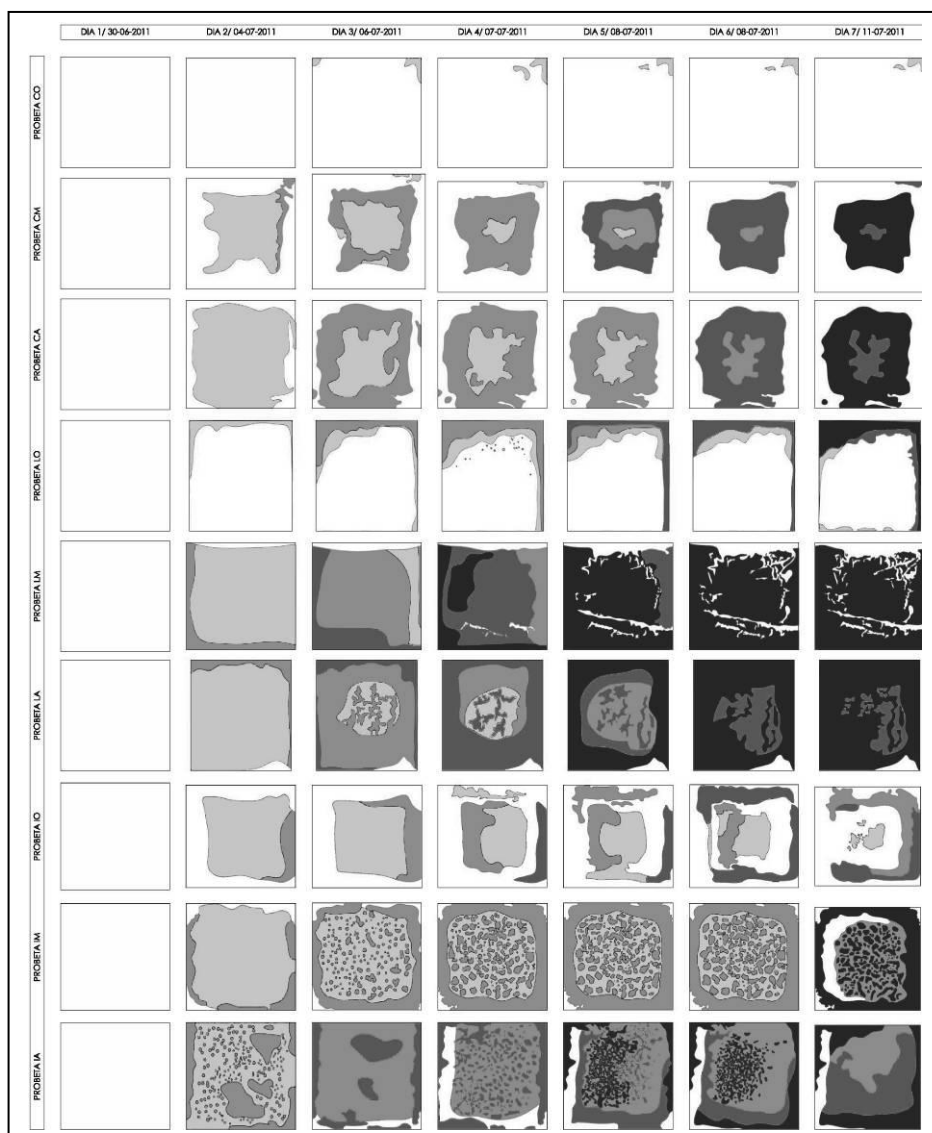 DIA 1/ 30-06-2011
DIA 2/ 04-07-2011
DIA 3/ 06-07-2011
DIA 4/ 07-07-2011
DIA 5/ 08-07-2011
DIA 6/ 08-07-2011
DIA 7/ 11-07-2011
PROBETA CO
PROBETA CM
PROBETA CA
PROBETA LO
PROBETA LM
PROBETA LA
PROBETA IO
PROBETA IM
PROBETA IA